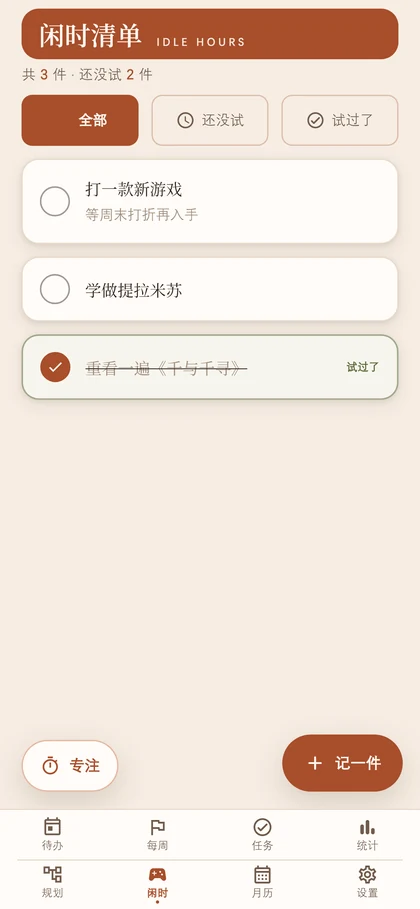 闲时清单 IDLE HOURS
共 3 件 · 还没试 2 件
全部 还没试 试过了
打一款新游戏
等周末打折再入手
学做提拉米苏
重看一遍《千与千寻》 试过了
专注 记一件
待办 每周 任务 统计
规划 闲时 月历 设置